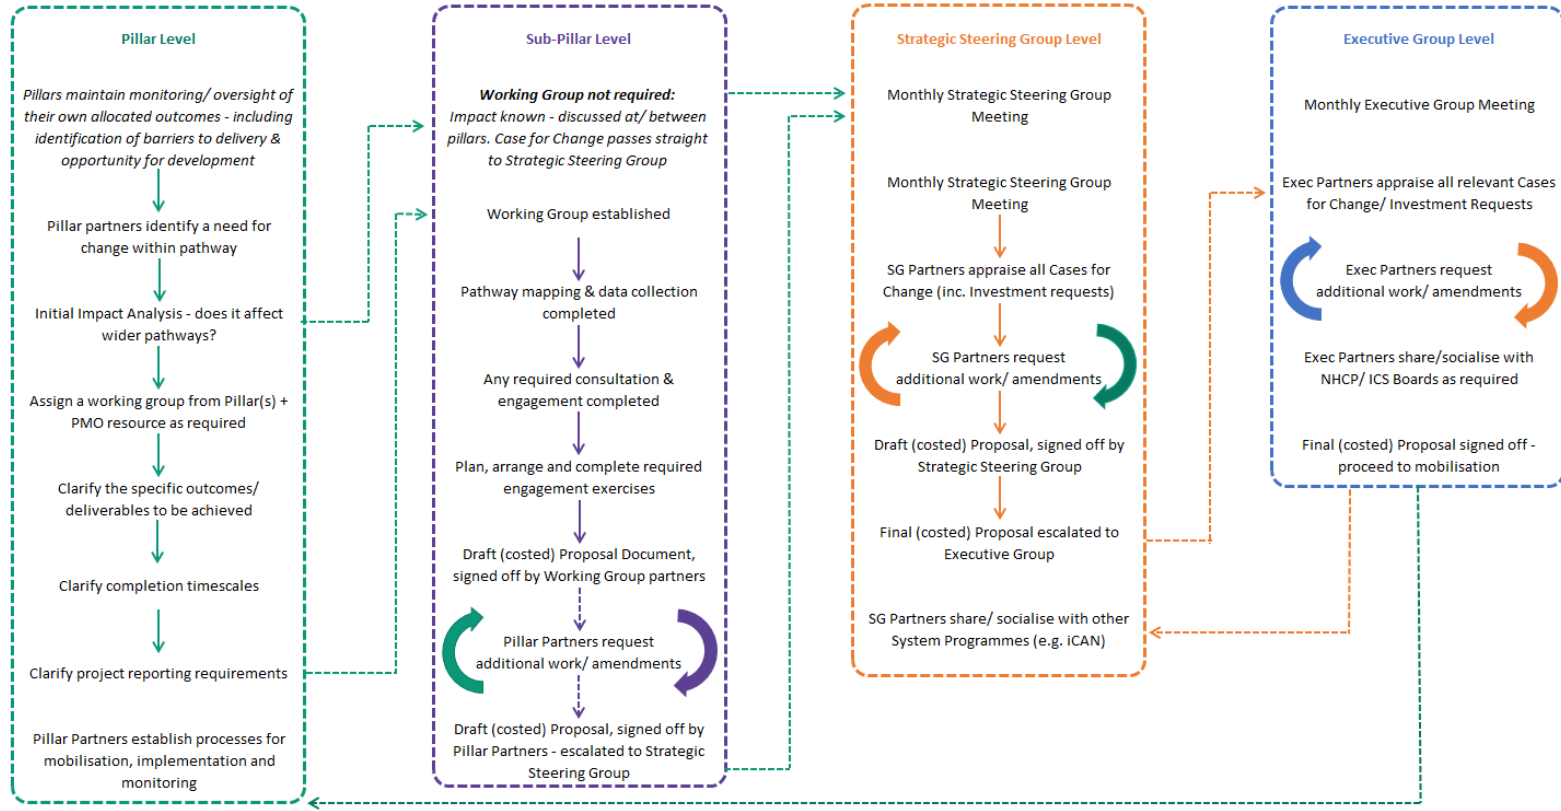 Pillar Level
Pillars maintain monitoring/ oversight of
their own allocated outcomes - including
identification of barriers to delivery &
opportunity for development
Pillar partners identify a need for
change within pathway
Initial Impact Analysis - does it affect
wider pathways?
Assign a working group from Pillar(s) +
PMO resource as required
Clarify the specific outcomes/
deliverables to be achieved
Clarify completion timescales
Clarify project reporting requirements
Pillar Partners establish processes for
mobilisation, implementation and
monitoring
Sub-Pillar Level
Working Group not required:
Impact known - discussed at/ between
pillars. Case for Change passes straight
to Strategic Steering Group
Working Group established
Pathway mapping & data collection
completed
Any required consultation &
engagement completed
Plan, arrange and complete required
engagement exercises
Draft (costed) Proposal Document,
signed off by Working Group partners
Pillar Partners request
additional work/ amendments
Draft (costed) Proposal, signed off by
Pillar Partners - escalated to Strategic
Steering Group
Strategic Steering Group Level
Monthly Strategic Steering Group
Meeting
Monthly Strategic Steering Group
Meeting
SG Partners appraise all Cases for
Change (inc. Investment requests)
SG Partners request
additional work/ amendments
Draft (costed) Proposal, signed off by
Strategic Steering Group
Final (costed) Proposal escalated to
Executive Group
SG Partners share/ socialise with other
System Programmes (e.g. iCAN)
Executive Group Level
Monthly Executive Group Meeting
Exec Partners appraise all relevant Cases
for Change/ Investment Requests
Exec Partners request
additional work/ amendments
Exec Partners share/socialise with
NHCP/ ICS Boards as required
Final (costed) Proposal signed off -
proceed to mobilisation